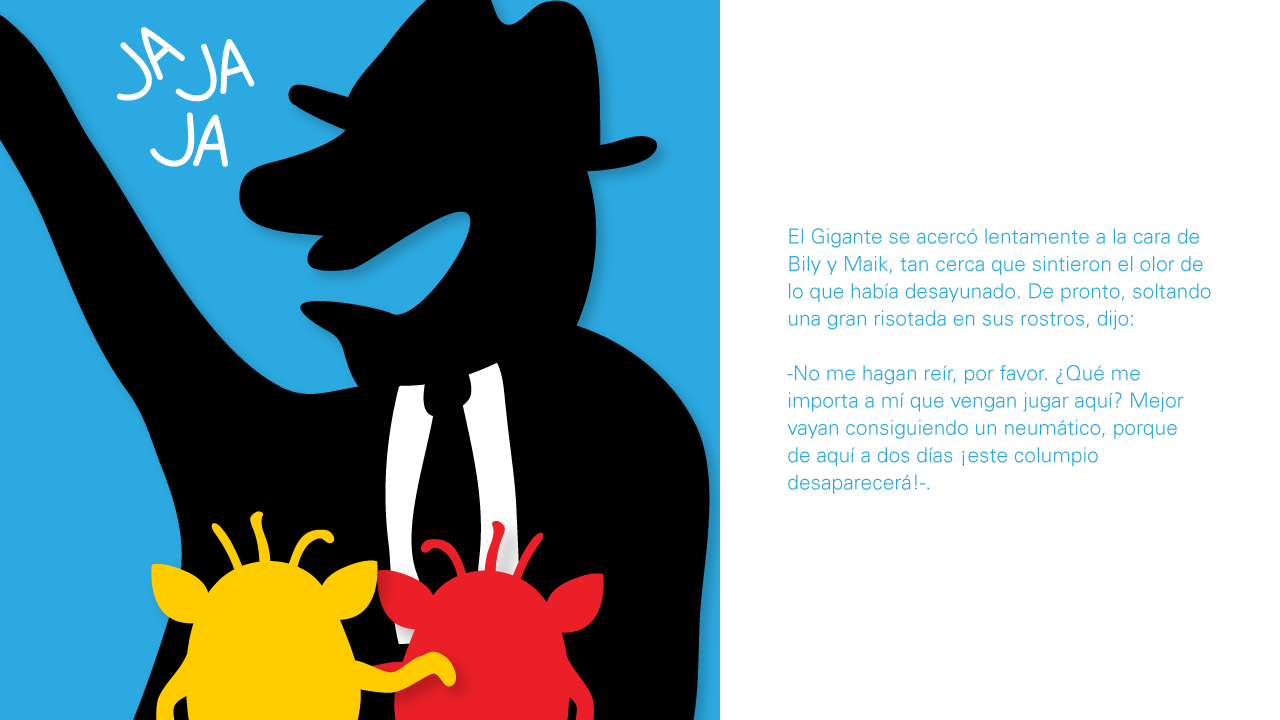 JA JA
JA
El Gigante se acercó lentamente a la cara de
Bily y Maik, tan cerca que sintieron el olor de
lo que había desayunado. De pronto, soltando
una gran risotada en sus rostros, dijo:
-No me hagan reír, por favor. ¿Qué me
importa a mí que vengan jugar aquí? Mejor
vayan consiguiendo un neumático, porque
de aquí a dos días ¡este columpio
desaparecerá!-.